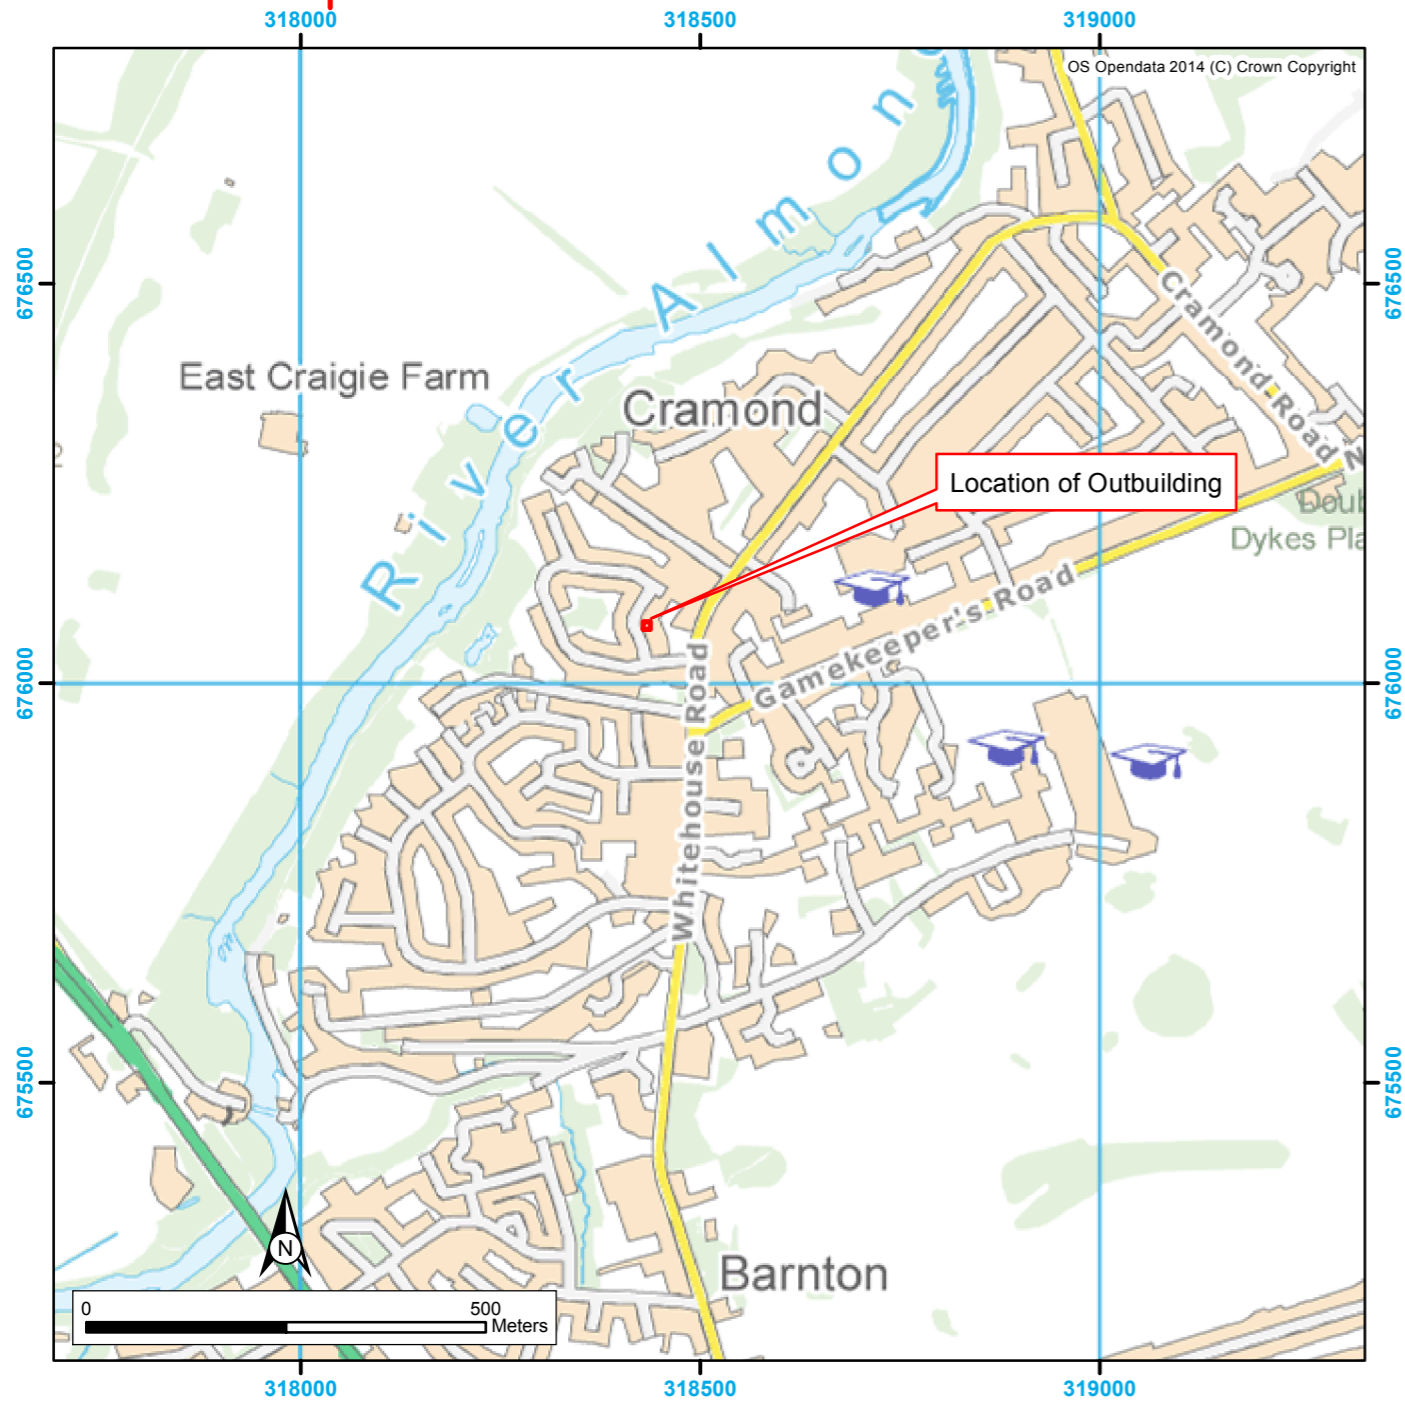 318000
318500
319000
OS Opendata 2014 (C) Crown Copyright
River Almond
676500
676500
East Craigie Farm
Cramond
Cramond Road N
Location of Outbuilding
Dykes
Gamekeeper's Road
676000
676000
Whitehouse Road
675500
675500
N
Barnton
0 500
Meters
318000
318500
319000